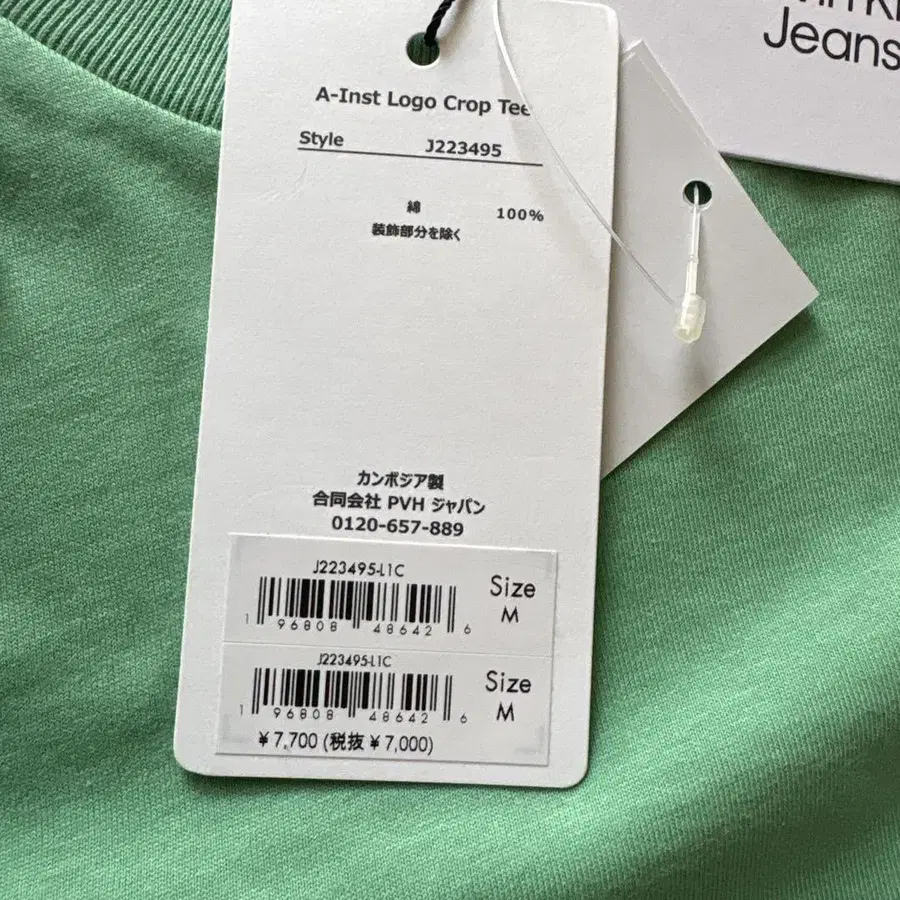 Jeans
A-Inst Logo Crop Tee
Style J223495
綿 100%
装飾部分を除く
カンボジア製
合同会社 PVH ジャパン
0120-657-889
J223495-L1C
Size
M
1 96808 48642 6
J223495-L1C
Size
M
1 96808 48642 6
¥7,700 (税抜 ¥7,000)